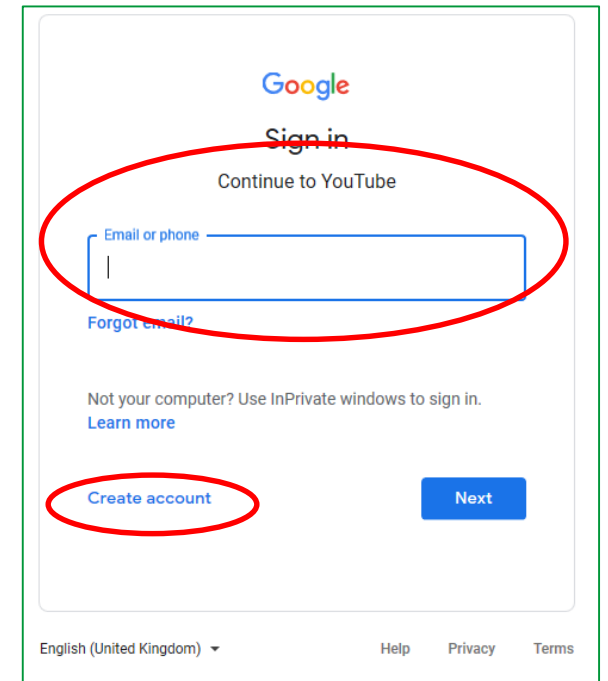 Google
Sign in
Continue to YouTube
Email or phone
Forgot email?
Not your computer? Use InPrivate windows to sign in.
Learn more
Create account
Next
English (United Kingdom)
Help Privacy Terms